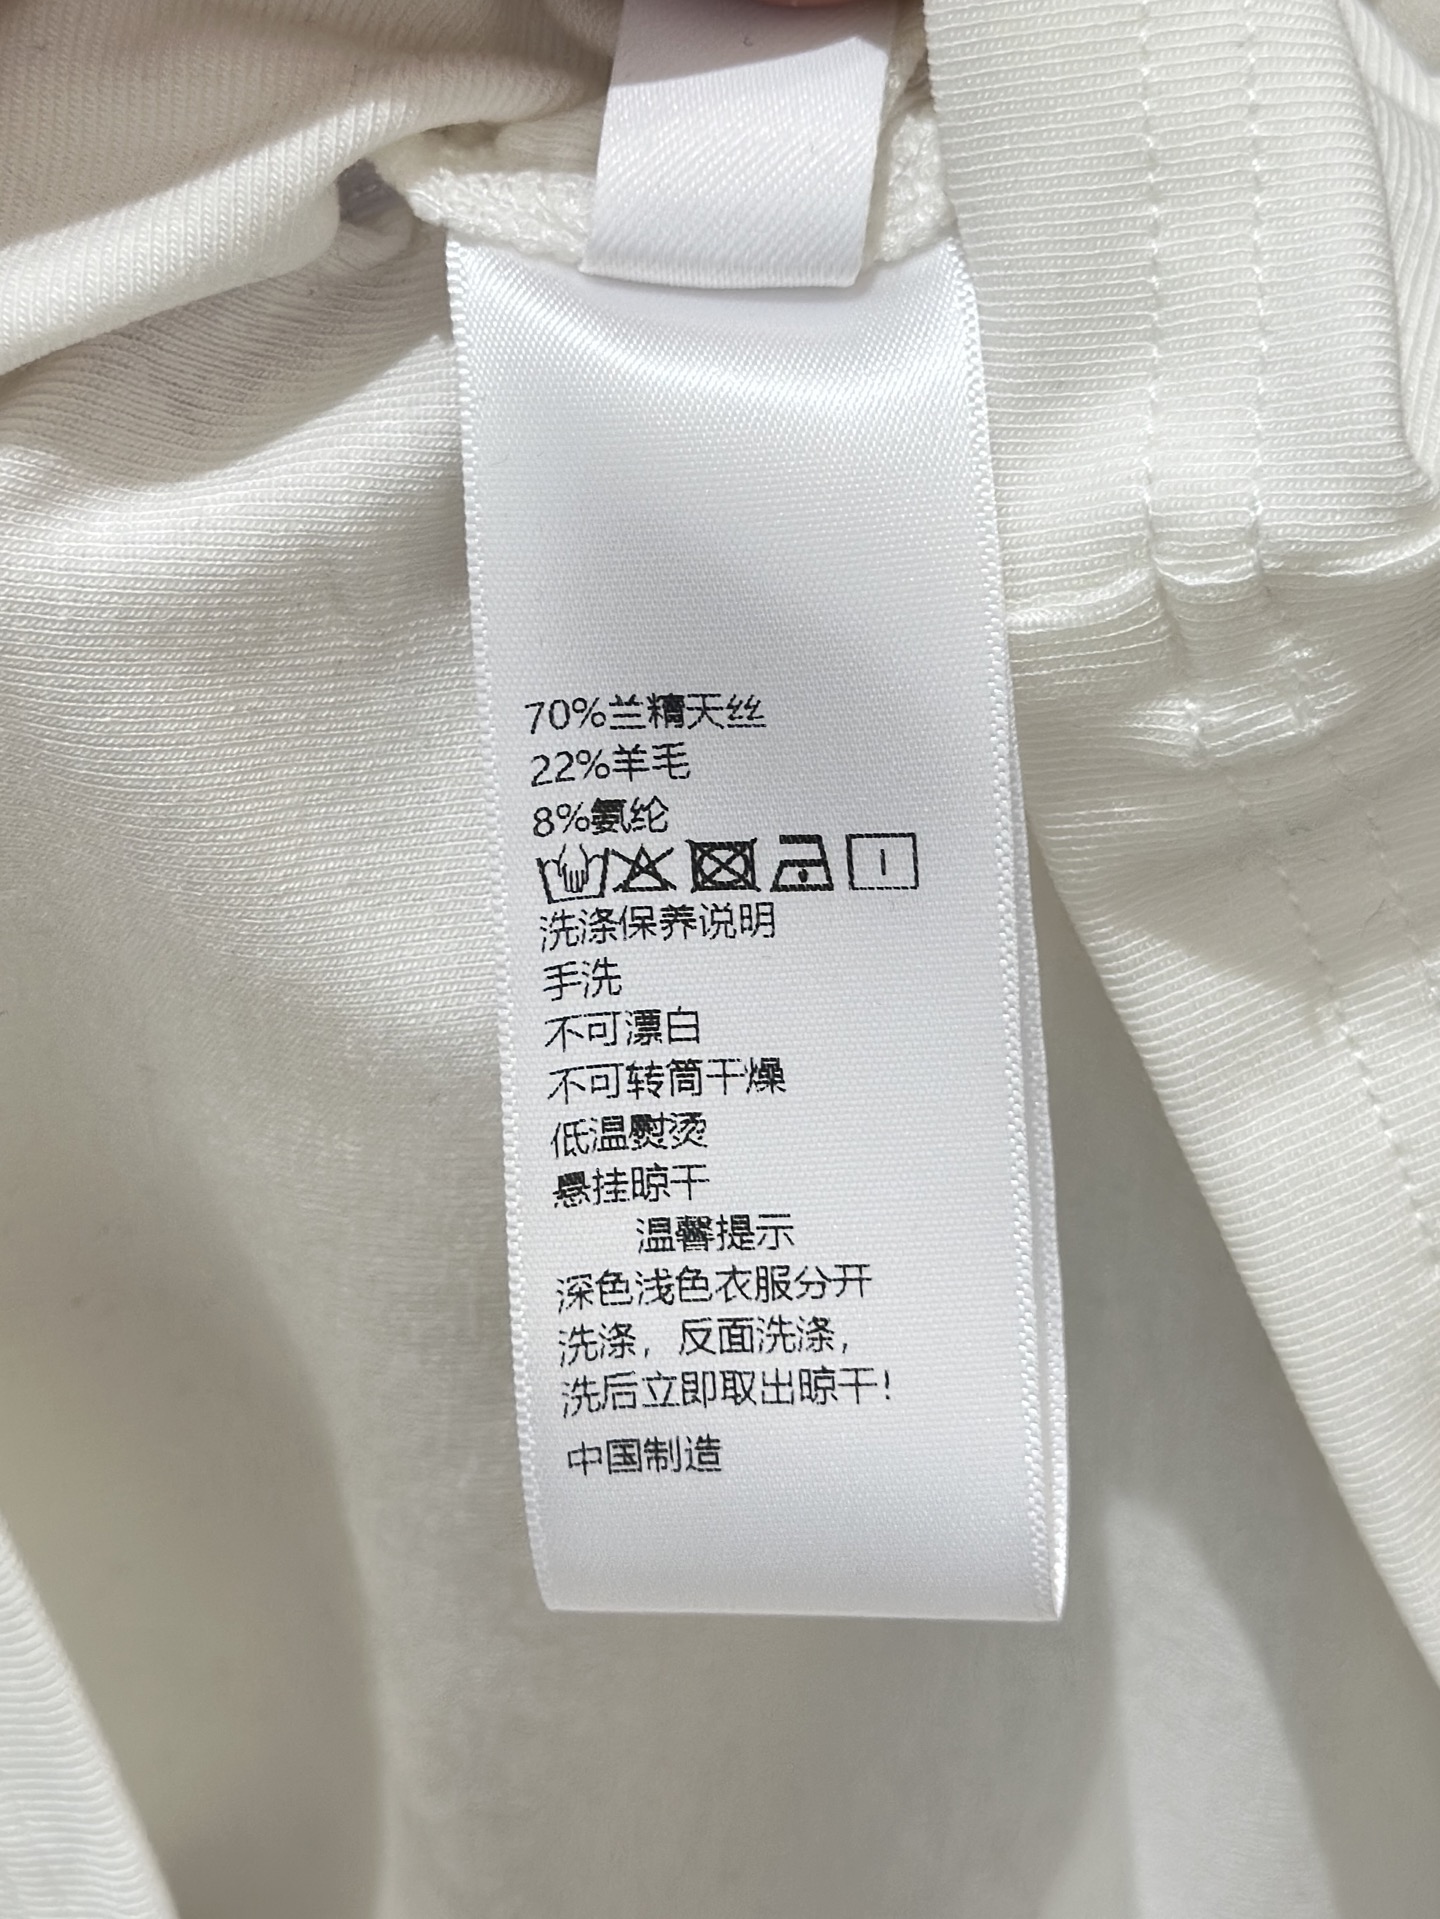 70%兰精天丝
22%羊毛
8%氨纶
洗涤保养说明
手洗
不可漂白
不可转筒干燥
低温熨烫
悬挂晾干
温馨提示
深色浅色衣服分开
洗涤，反面洗涤，
洗后立即取出晾干!
中国制造